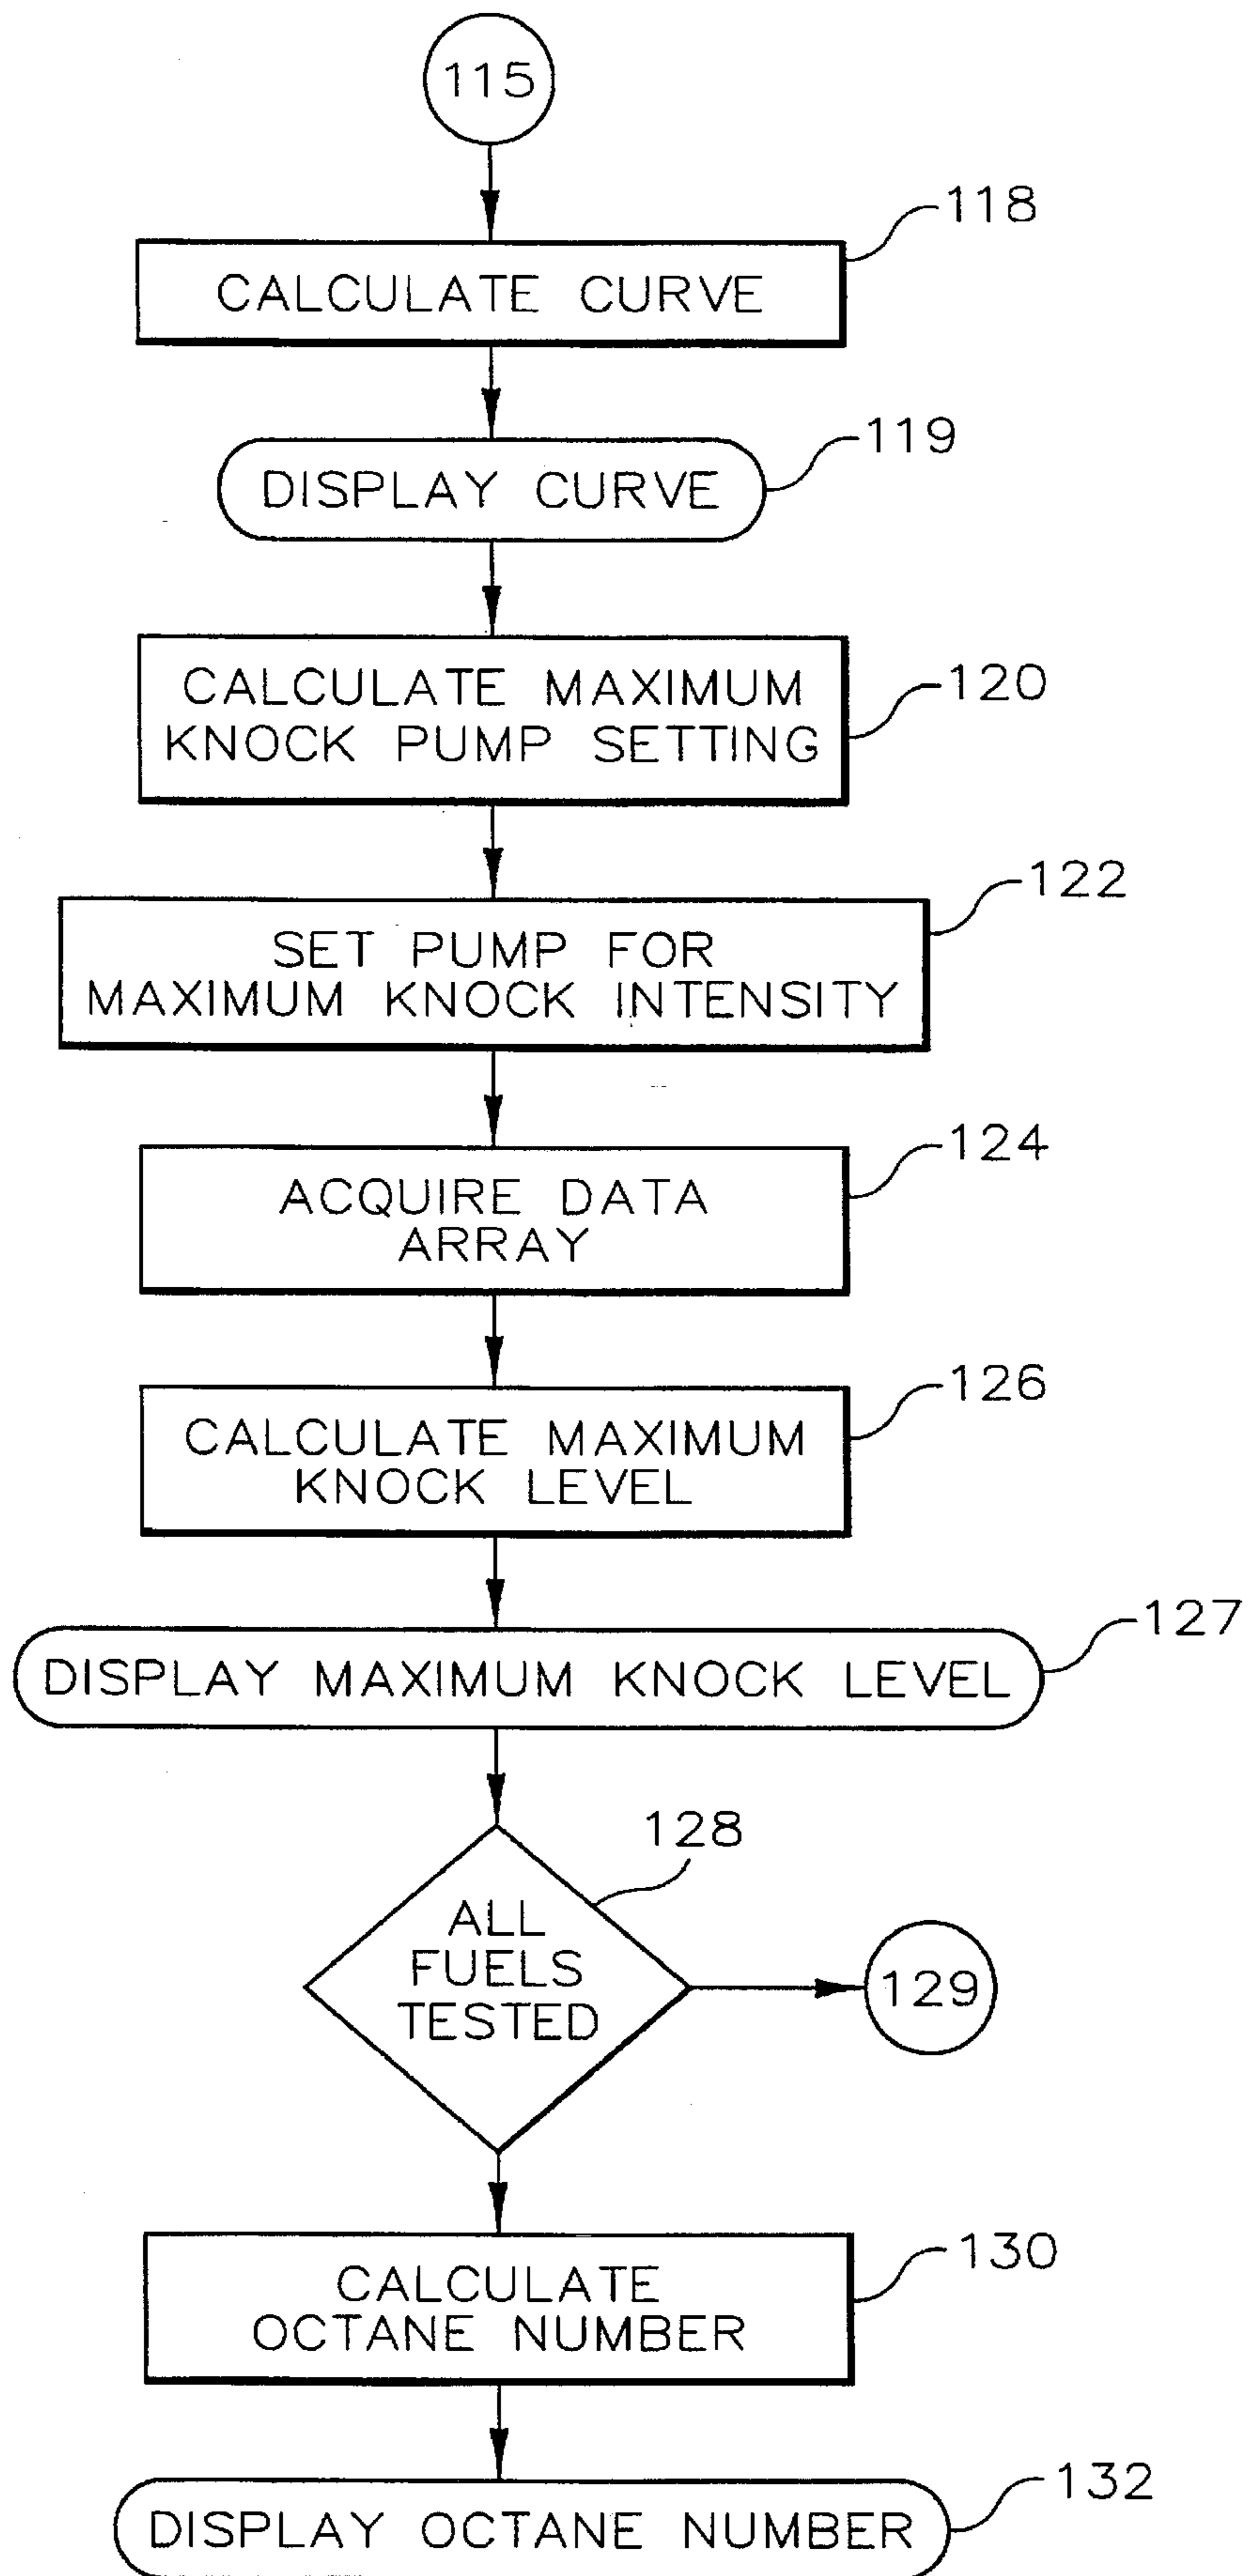 115
118
CALCULATE CURVE
119
DISPLAY CURVE
CALCULATE MAXIMUM
KNOCK PUMP SETTING
120
122
SET PUMP FOR
MAXIMUM KNOCK INTENSITY
124
ACQUIRE DATA
ARRAY
126
CALCULATE MAXIMUM
KNOCK LEVEL
127
DISPLAY MAXIMUM KNOCK LEVEL
128
ALL
FUELS
TESTED
129
130
CALCULATE
OCTANE NUMBER
132
DISPLAY OCTANE NUMBER